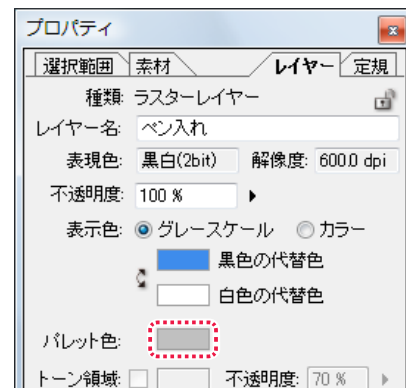 プロパティ
選択範囲 素材 レイヤー 定規
種類: ラスターレイヤー
レイヤー名: ペン入れ
表現色: 黒白(2bit) 解像度: 600.0 dpi
不透明度: 100 %
表示色: グレースケール カラー
黒色の代替色
白色の代替色
パレット色:
トーン領域: 不透明度: 70 %